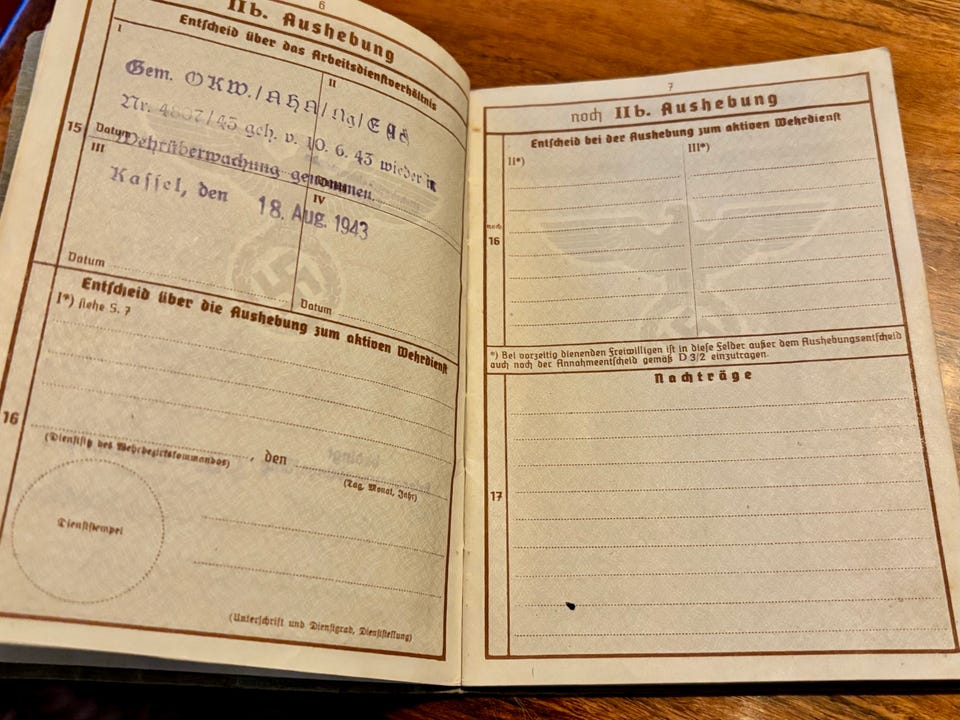 6
IIb. Aushebung
Entscheid über das Arbeitsdienstverhältnis
I
II
Gem. OKW./AHA/Ng/E
Nr. 4807/43 geh. v. 10. 6. 43 wieder in
15
Datum
Wehrüberwachung genommen.
III
Kassel, den 18. Aug. 1943
IV
Datum
Datum
Entscheid über die Aushebung zum aktiven Wehrdienst
I*) siehe S. 7
16
(Dienstsitz des Wehrbezirkskommandos)
, den
(Tag, Monat, Jahr)
Dienststempel
(Unterschrift und Dienstgrad, Dienststellung)
7
noch IIb. Aushebung
Entscheid bei der Aushebung zum aktiven Wehrdienst
II*)
III*)
noch
16
*) Bei vorzeitig dienenden Freiwilligen ist in diese Felder außer dem Aushebungsentscheid
auch noch der Annahmeentscheid gemäß D 3/2 einzutragen.
Nachträge
17